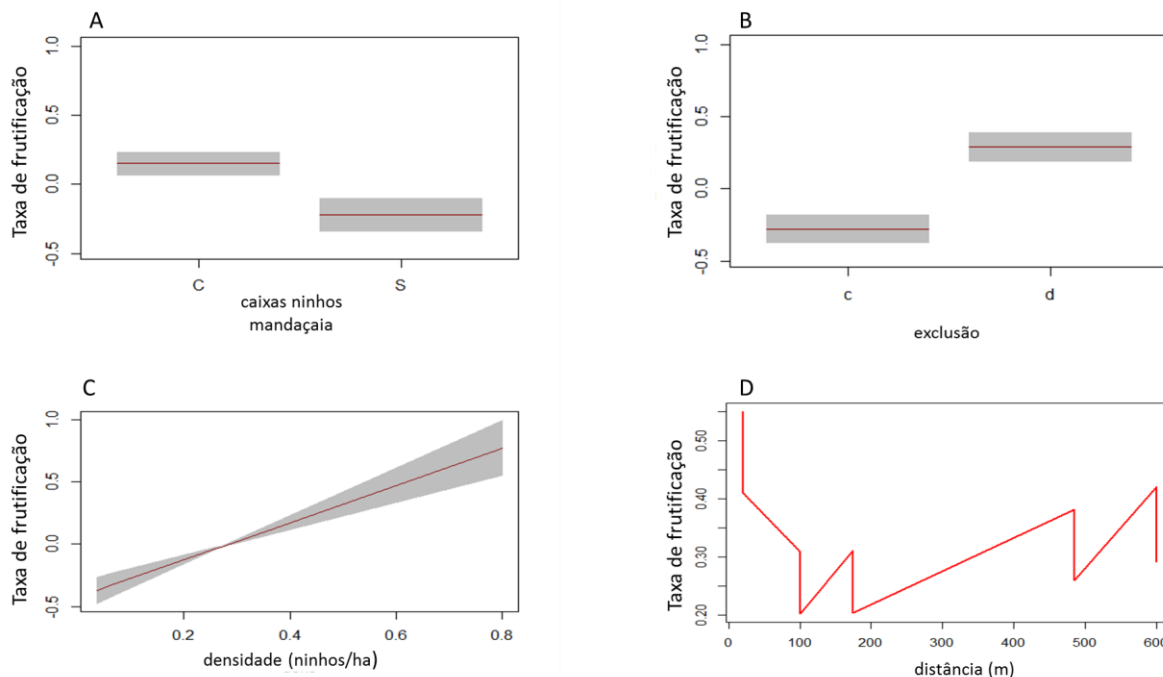 A
Taxa de frutificação
1.0
0.5
0.0
-0.5
C
S
caixas ninhos
mandaçaia
B
Taxa de frutificação
1.0
0.5
0.0
-0.5
c
d
exclusão
C
Taxa de frutificação
1.0
0.5
0.0
-0.5
0.2
0.4
0.6
0.8
densidade (ninhos/ha)
D
Taxa de frutificação
0.50
0.40
0.30
0.20
0
100
200
300
400
500
600
distância (m)